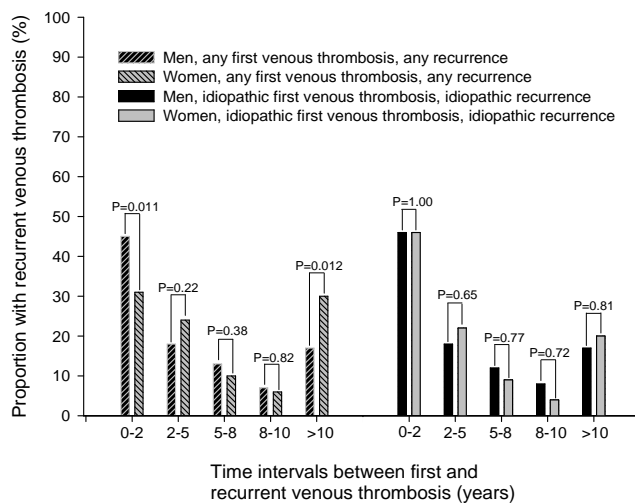 Proportion with recurrent venous thrombosis (%)
100
90
80
70
60
50
40
30
20
10
0
Men, any first venous thrombosis, any recurrence
Women, any first venous thrombosis, any recurrence
Men, idiopathic first venous thrombosis, idiopathic recurrence
Women, idiopathic first venous thrombosis, idiopathic recurrence
P=0.011
P=0.22
P=0.38
P=0.82
P=0.012
P=1.00
P=0.65
P=0.77
P=0.72
P=0.81
0-2 2-5 5-8 8-10 >10 0-2 2-5 5-8 8-10 >10
Time intervals between first and
recurrent venous thrombosis (years)